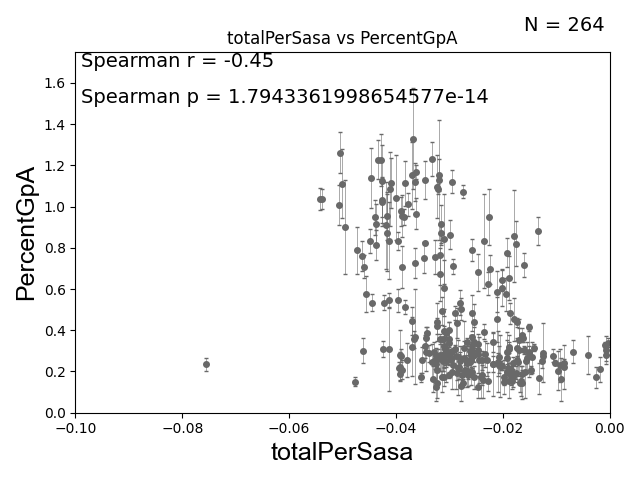 N = 264
totalPerSasa vs PercentGpA
Spearman r = -0.45
Spearman p = 1.7943361998654577e-14
1.6
1.4
1.2
1.0
0.8
0.6
0.4
0.2
0.0
PercentGpA
−0.10 −0.08 −0.06 −0.04 −0.02 0.00
totalPerSasa